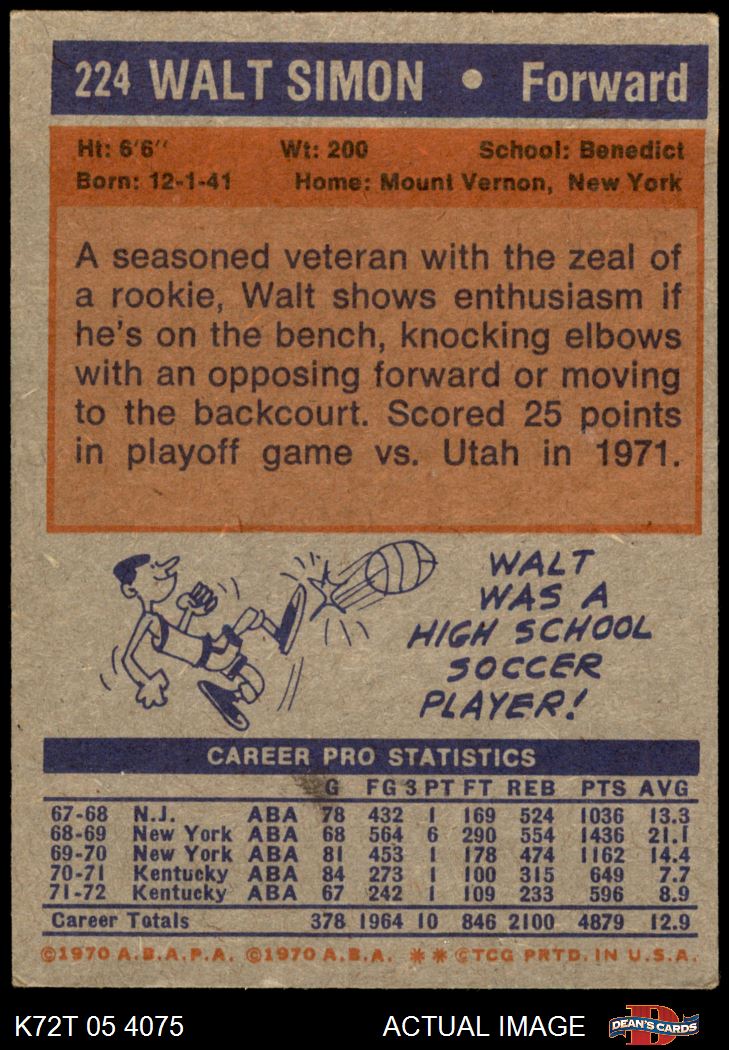 224 WALT SIMON • Forward
Ht: 6'6" Wt: 200 School: Benedict
Born: 12-1-41 Home: Mount Vernon, New York
A seasoned veteran with the zeal of
a rookie, Walt shows enthusiasm if
he's on the bench, knocking elbows
with an opposing forward or moving
to the backcourt. Scored 25 points
in playoff game vs. Utah in 1971.
WALT
WAS A
HIGH SCHOOL
SOCCER
PLAYER!
CAREER PRO STATISTICS
G FG 3 PT FT REB PTS AVG
67-68 N.J. ABA 78 432 1 169 524 1036 13.3
68-69 New York ABA 68 564 6 290 554 1436 21.1
69-70 New York ABA 81 453 1 178 474 1162 14.4
70-71 Kentucky ABA 84 273 1 100 315 649 7.7
71-72 Kentucky ABA 67 242 1 109 233 596 8.9
Career Totals 378 1964 10 846 2100 4879 12.9
©1970 A.B.A.P.A. ©1970 A.B.A. ** ©TCG PRTD. IN U.S.A.
K72T 05 4075 ACTUAL IMAGE D DEAN'S CARDS